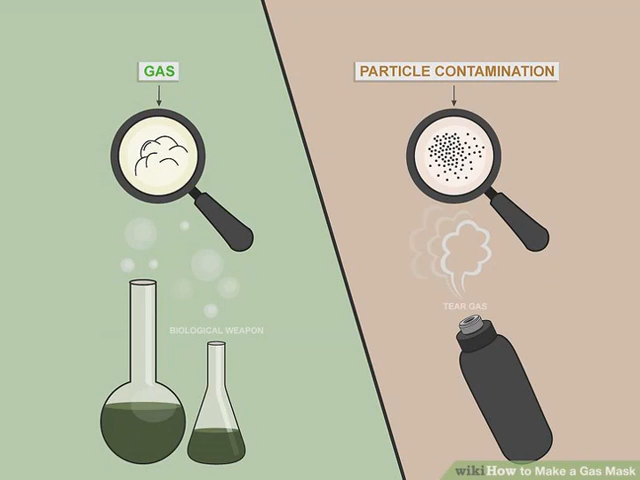 GAS
PARTICLE CONTAMINATION
TEAR GAS
BIOLOGICAL WEAPON
wikiHow to Make a Gas Mask